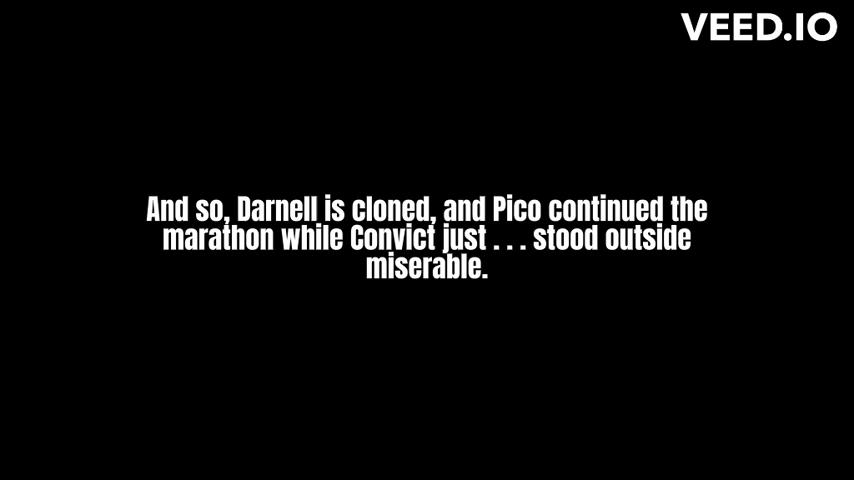 VEED.IO
And so, Darnell is cloned, and Pico continued the
marathon while Convict just . . . stood outside
miserable.